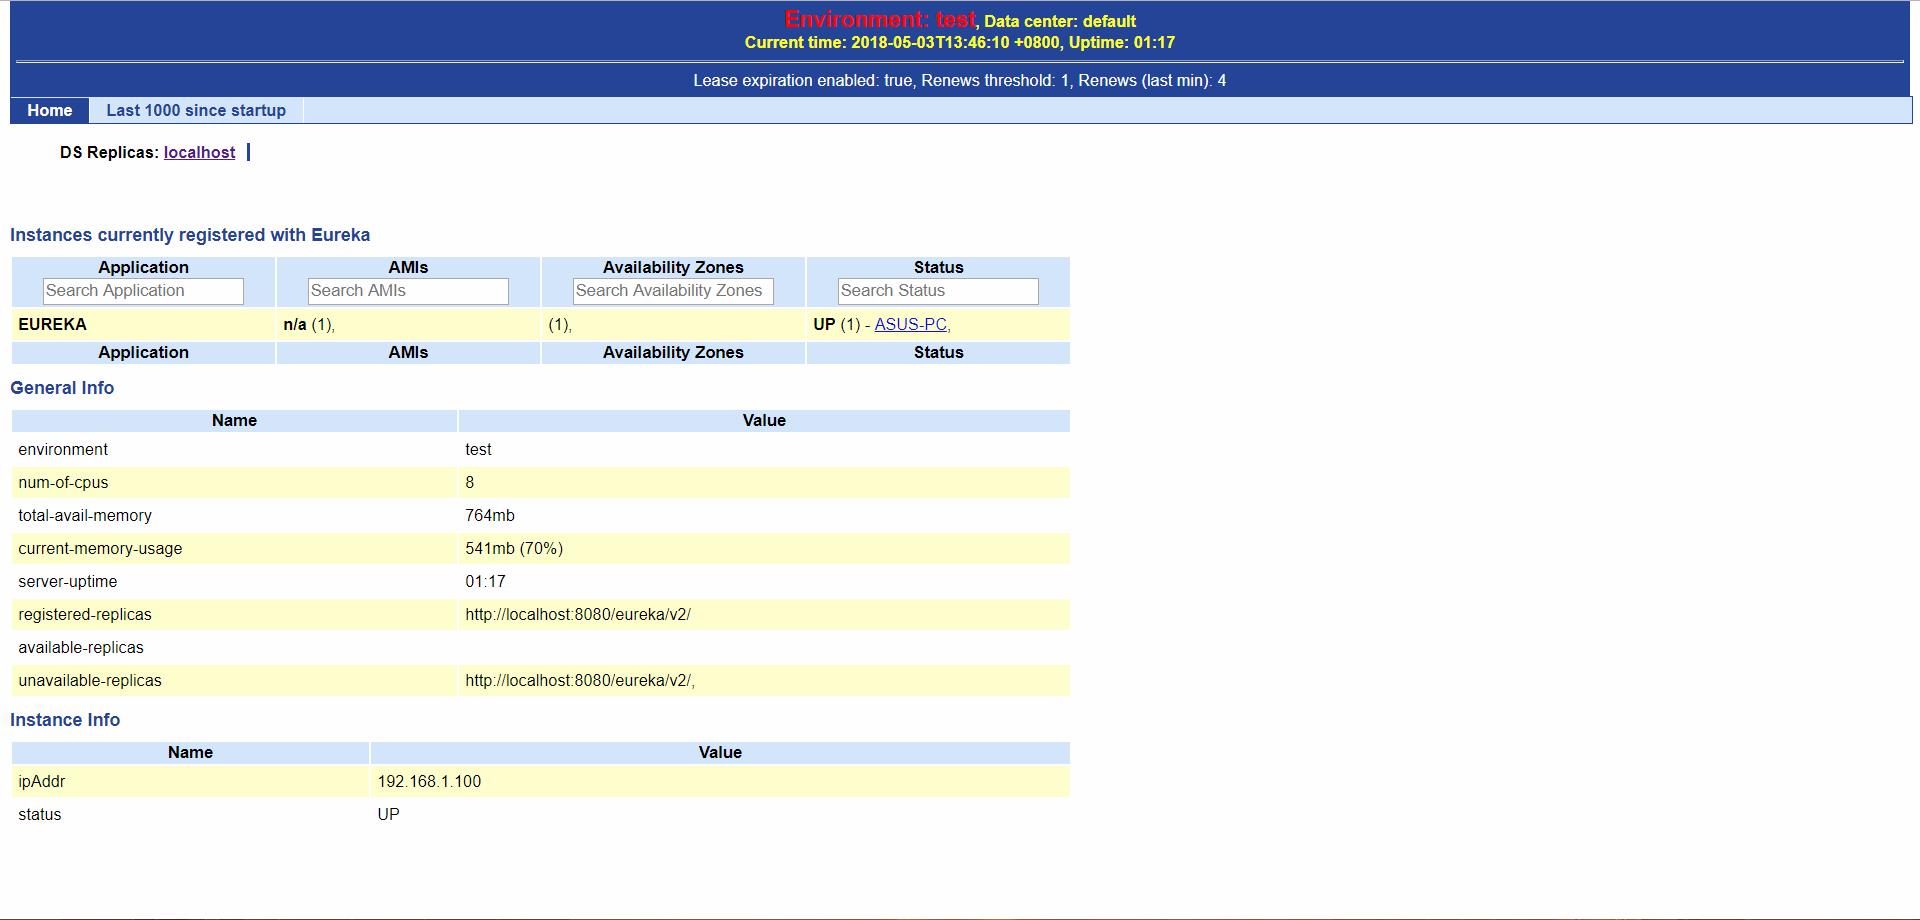 Environment: test, Data center: default
Current time: 2018-05-03T13:46:10 +0800, Uptime: 01:17
Lease expiration enabled: true, Renews threshold: 1, Renews (last min): 4
Home Last 1000 since startup
DS Replicas: localhost
Instances currently registered with Eureka
Application AMIs Availability Zones Status
Search Application Search AMIs Search Availability Zones Search Status
EUREKA n/a (1), (1), UP (1) - ASUS-PC,
Application AMIs Availability Zones Status
General Info
Name Value
environment test
num-of-cpus 8
total-avail-memory 764mb
current-memory-usage 541mb (70%)
server-uptime 01:17
registered-replicas http://localhost:8080/eureka/v2/
available-replicas
unavailable-replicas http://localhost:8080/eureka/v2/,
Instance Info
Name Value
ipAddr 192.168.1.100
status UP